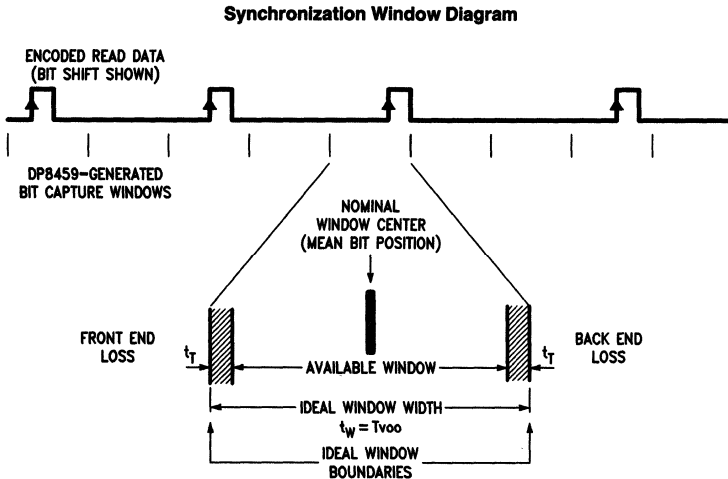 Synchronization Window Diagram
ENCODED READ DATA
(BIT SHIFT SHOWN)
DP8459-GENERATED
BIT CAPTURE WINDOWS
NOMINAL
WINDOW CENTER
(MEAN BIT POSITION)
FRONT END
LOSS
BACK END
LOSS
tT
tT
AVAILABLE WINDOW
IDEAL WINDOW WIDTH
tW = Tvoo
IDEAL WINDOW
BOUNDARIES